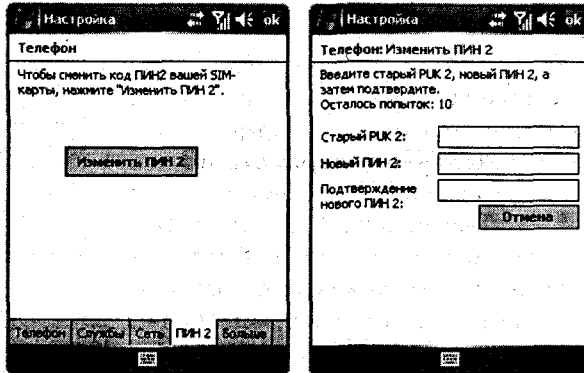 Настройка
ok
Телефон
Чтобы сменить код ПИН2 вашей SIM-
карты, нажмите "Изменить ПИН 2".
Изменить ПИН 2
Телефон
Службы
Сеть
ПИН 2
Больше
Настройка
ok
Телефон: Изменить ПИН 2
Введите старый PUK 2, новый ПИН 2, а
затем подтвердите.
Осталось попыток: 10
Старый PUK 2:
Новый ПИН 2:
Подтверждение
нового ПИН 2:
Отмена